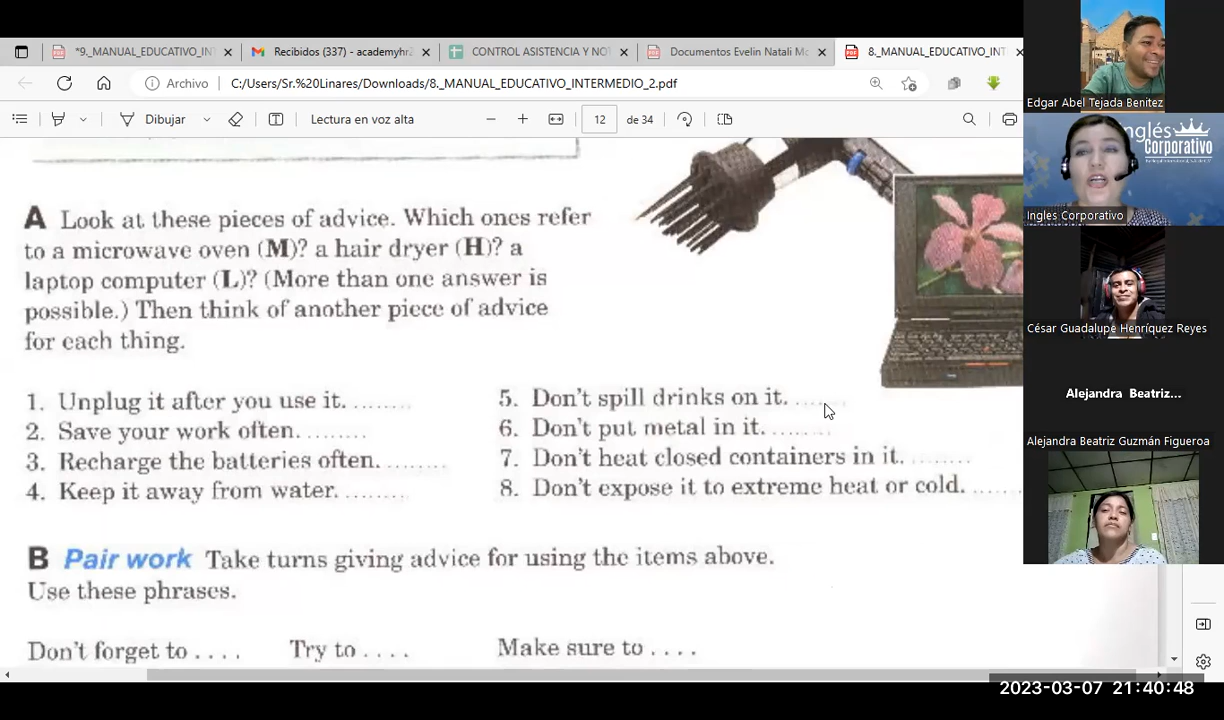 *9._MANUAL_EDUCATIVO_INT
Recibidos (337) - academyhr2
CONTROL ASISTENCIA Y NOT
Documentos Evelin Natali Mo
8._MANUAL_EDUCATIVO_INT
Archivo
C:/Users/Sr.%20Linares/Downloads/8._MANUAL_EDUCATIVO_INTERMEDIO_2.pdf
Dibujar
Lectura en voz alta
12
de 34
A Look at these pieces of advice. Which ones refer
to a microwave oven (M)? a hair dryer (H)? a
laptop computer (L)? (More than one answer is
possible.) Then think of another piece of advice
for each thing.
1. Unplug it after you use it. ........
2. Save your work often. ........
3. Recharge the batteries often. ........
4. Keep it away from water. ........
5. Don't spill drinks on it. ........
6. Don't put metal in it. ........
7. Don't heat closed containers in it. ........
8. Don't expose it to extreme heat or cold. ......
B Pair work Take turns giving advice for using the items above.
Use these phrases.
Don't forget to . . . .
Try to . . . .
Make sure to . . . .
Edgar Abel Tejada Benitez
Inglés
Corporativo
Ingles Corporativo
César Guadalupe Henríquez Reyes
Alejandra Beatriz...
Alejandra Beatriz Guzmán Figueroa
2023-03-07 21:40:48